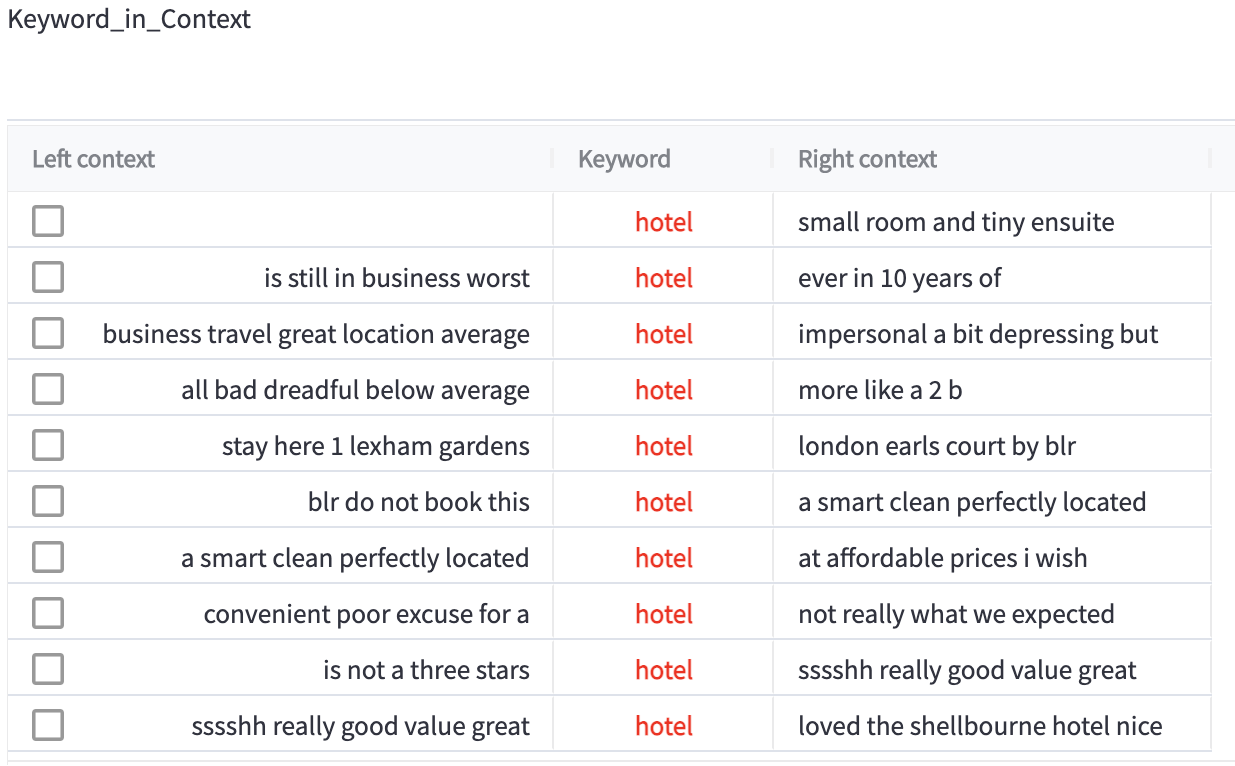 Keyword_in_Context
Left context Keyword Right context
hotel small room and tiny ensuite
is still in business worst hotel ever in 10 years of
business travel great location average hotel impersonal a bit depressing but
all bad dreadful below average hotel more like a 2 b
stay here 1 lexham gardens hotel london earls court by blr
blr do not book this hotel a smart clean perfectly located
a smart clean perfectly located hotel at affordable prices i wish
convenient poor excuse for a hotel not really what we expected
is not a three stars hotel sssshh really good value great
sssshh really good value great hotel loved the shellbourne hotel nice